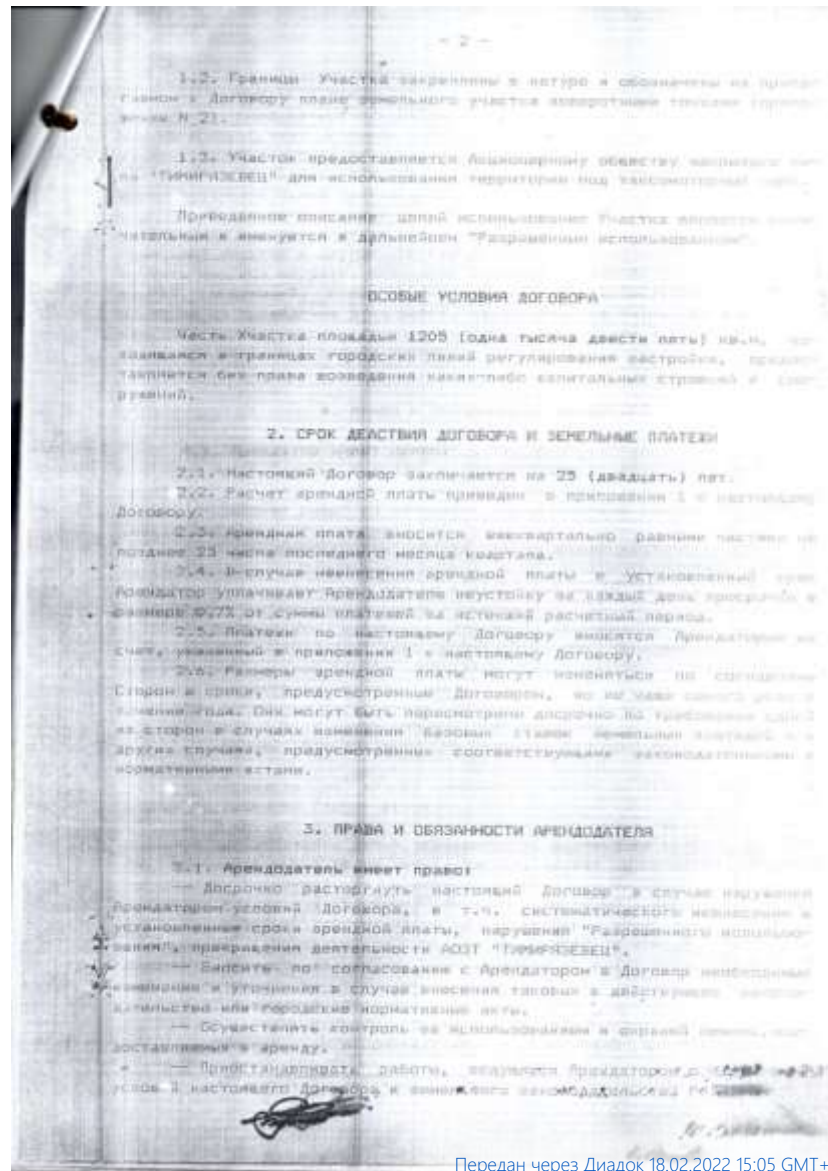 - 2 -
1.2. Границы Участка закреплены в натуре и обозначены на
к Договору плане земельного участка поворотными точками
N 2).
1.3. Участок предоставляется Акционерному обществу
"ТИМИРЯЗЕВЕЦ" для использования территории под таксомоторный парк.
Приведенное описание целей использования Участка является
и именуется в дальнейшем "Разрешенным использованием".
ОСОБЫЕ УСЛОВИЯ ДОГОВОРА
Часть Участка площадью 1205 (одна тысяча двести пять) кв.м,
в границах городских линий регулирования застройки,
без права возведения каких-либо капитальных строений и
2. СРОК ДЕЙСТВИЯ ДОГОВОРА И ЗЕМЕЛЬНЫЕ ПЛАТЕЖИ
2.1. Настоящий Договор заключается на 25 (двадцать) лет.
2.2. Расчет арендной платы приведен в приложении 1 к настоящему
Договору.
2.3. Арендная плата вносится ежеквартально равными частями не
позднее 25 числа последнего месяца квартала.
2.4. В случае невнесения арендной платы в установленный срок
Арендатор уплачивает Арендодателю неустойку за каждый день просрочки в
размере 0,7% от суммы платежей за истекший расчетный период.
2.5. Платежи по настоящему Договору вносятся Арендатором на
счет, указанный в приложении 1 к настоящему Договору.
2.6. Размеры арендной платы могут изменяться по соглашению
Сторон в сроки, предусмотренные Договором, но не чаще одного раза в
течение года. Они могут быть пересмотрены досрочно по требованию одной
из сторон в случаях изменения базовых ставок земельных платежей и в
других случаях, предусмотренных соответствующими законодательными и
нормативными актами.
3. ПРАВА И ОБЯЗАННОСТИ АРЕНДОДАТЕЛЯ
3.1. Арендодатель имеет право:
-- Досрочно расторгнуть настоящий Договор в случае нарушения
Арендатором условий Договора, в т.ч. систематического невнесения в
установленные сроки арендной платы, нарушения "Разрешенного использо-
вания", прекращения деятельности АОЗТ "ТИМИРЯЗЕВЕЦ".
-- Вносить по согласованию с Арендатором в Договор необходимые
изменения и уточнения в случае внесения таковых в действующее
или городские нормативные акты.
-- Осуществлять контроль за использованием и охраной земель,
в аренду.
-- Приостанавливать работы, ведущиеся Арендатором с
настоящего Договора и земельного законодательства
Передан через Диадок 18.02.2022 15:05 GMT+